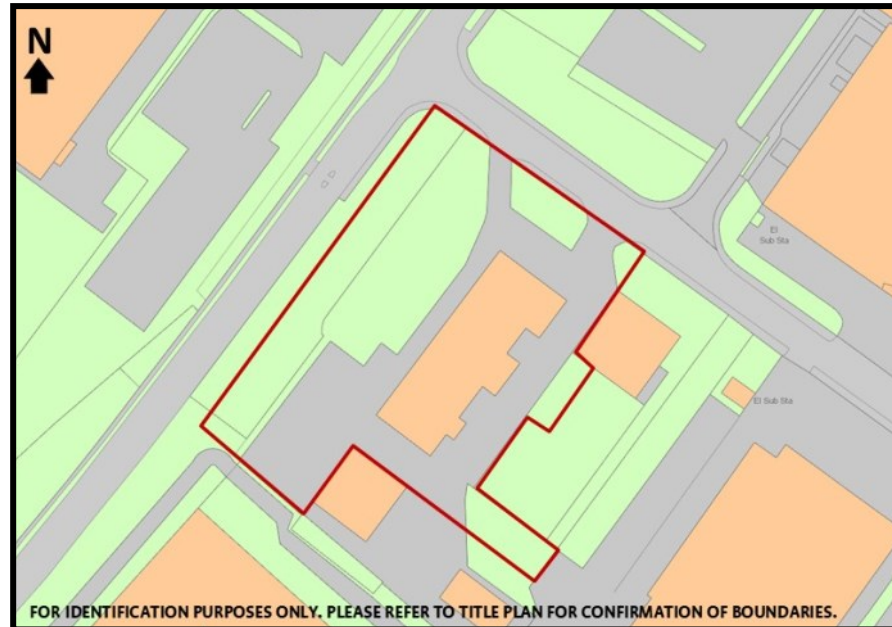 N
El
Sub Sta
El Sub Sta
FOR IDENTIFICATION PURPOSES ONLY. PLEASE REFER TO TITLE PLAN FOR CONFIRMATION OF BOUNDARIES.